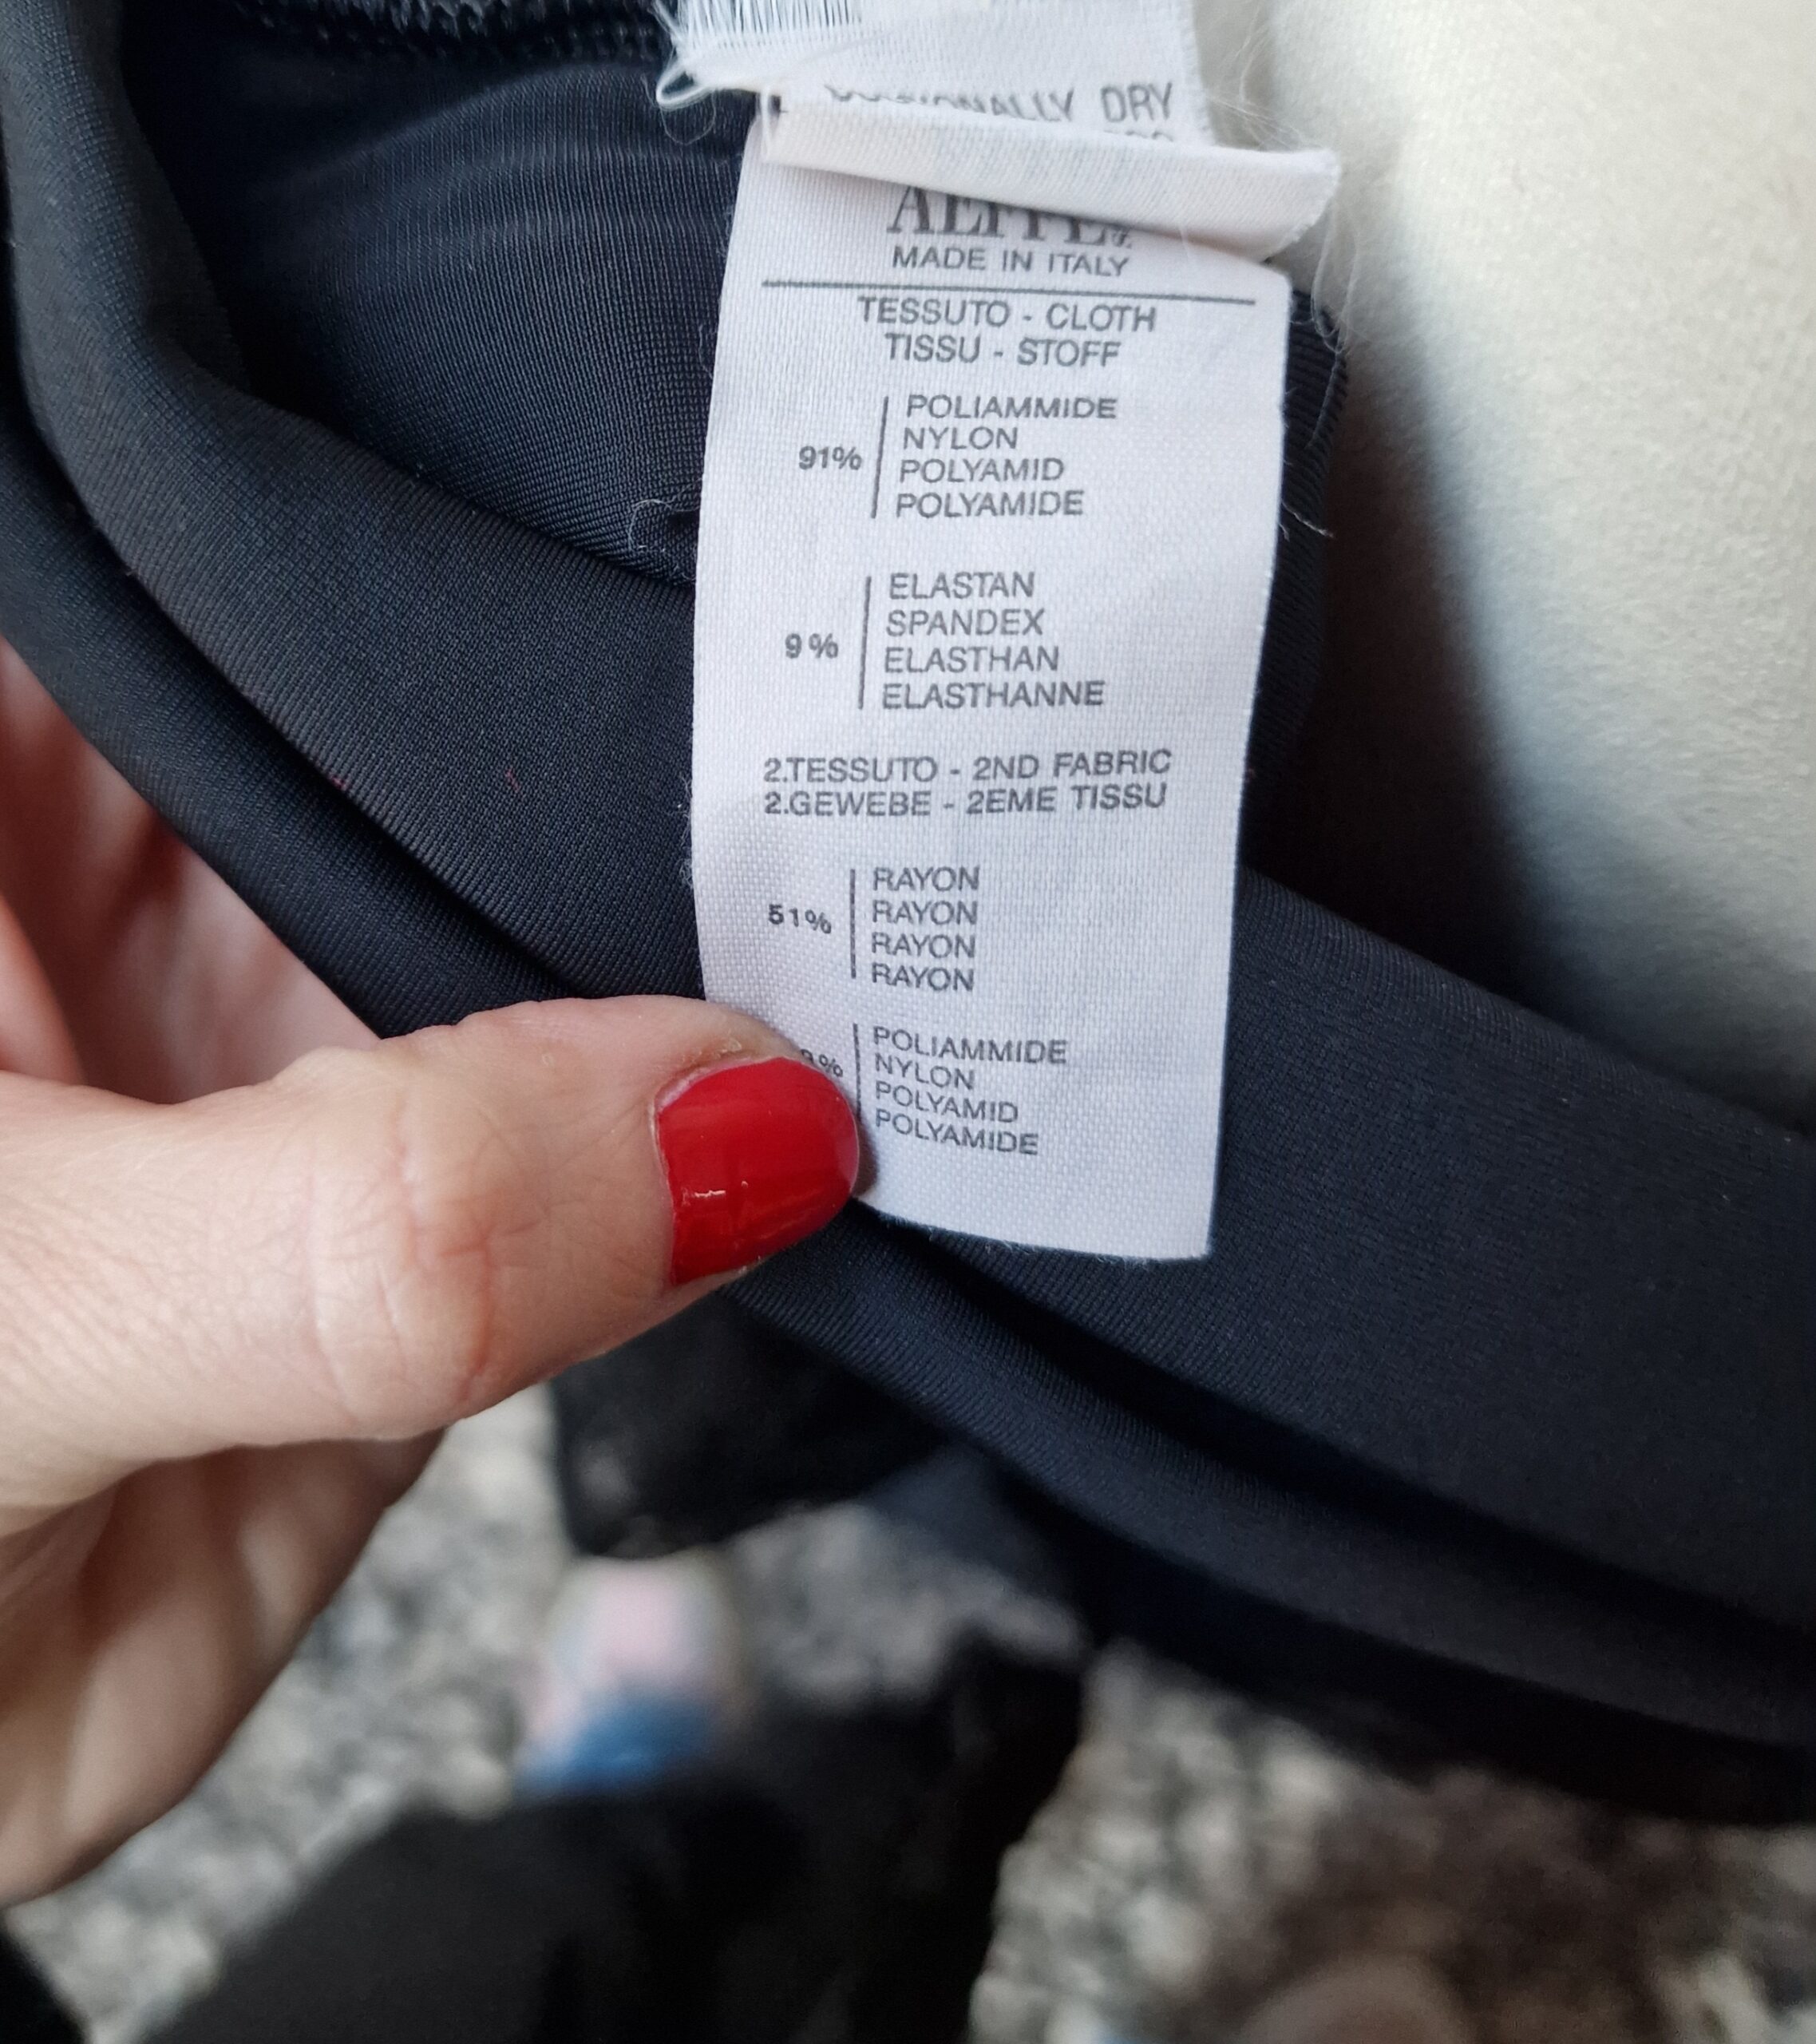 DRY
AEFFE
MADE IN ITALY
TESSUTO - CLOTH
TISSU - STOFF
91%
POLIAMMIDE
NYLON
POLYAMID
POLYAMIDE
9%
ELASTAN
SPANDEX
ELASTHAN
ELASTHANNE
2.TESSUTO - 2ND FABRIC
2.GEWEBE - 2EME TISSU
51%
RAYON
RAYON
RAYON
RAYON
POLIAMMIDE
NYLON
POLYAMID
POLYAMIDE